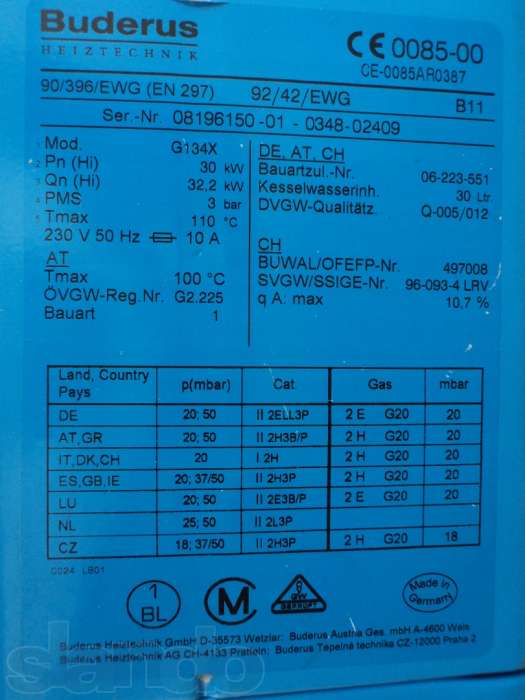 Buderus
HEIZTECHNIK
CE 0085-00
CE-0085AR0387
90/396/EWG (EN 297) 92/42/EWG B11
Ser.-Nr. 08196150-01 - 0348-02409
1 Mod. G134X
2 Pn (Hi) 30 kW
3 Qn (Hi) 32,2 kW
4 PMS 3 bar
5 Tmax 110 °C
230 V 50 Hz 10 A
AT
Tmax 100 °C
ÖVGW-Reg.Nr. G2.225
Bauart 1
DE, AT, CH
Bauartzul.-Nr. 06-223-551
Kesselwasserinh. 30 Ltr.
DVGW-Qualitätz. Q-005/012
CH
BUWAL/OFEFP-Nr. 497008
SVGW/SSIGE-Nr. 96-093-4 LRV
q A: max 10,7 %
Land, Country Pays p(mbar) Cat. Gas mbar
DE 20; 50 II 2ELL3P 2 E G20 20
AT,GR 20; 50 II 2H3B/P 2 H G20 20
IT,DK,CH 20 I 2H 2 H G20 20
ES,GB,IE 20; 37/50 II 2H3P 2 H G20 20
LU 20; 50 II 2E3B/P 2 E G20 20
NL 25; 50 II 2L3P
CZ 18; 37/50 II 2H3P 2 H G20 18
C024 LB01
1
BL
M
GEPRÜFT
Made in
Germany
Buderus Heiztechnik GmbH D-35573 Wetzlar; Buderus Austria Ges. mbH A-4600 Wels
Buderus Heiztechnik AG CH-4133 Pratteln; Buderus Tepelná technika CZ-12000 Praha 2
slando